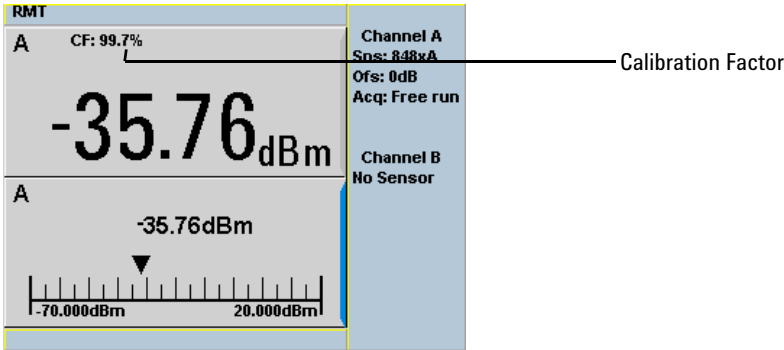 RMT
A CF: 99.7%
-35.76dBm
A
-35.76dBm
-70.000dBm 20.000dBm
Channel A
Sns: 848xA
Ofs: 0dB
Acq: Free run
Channel B
No Sensor
Calibration Factor